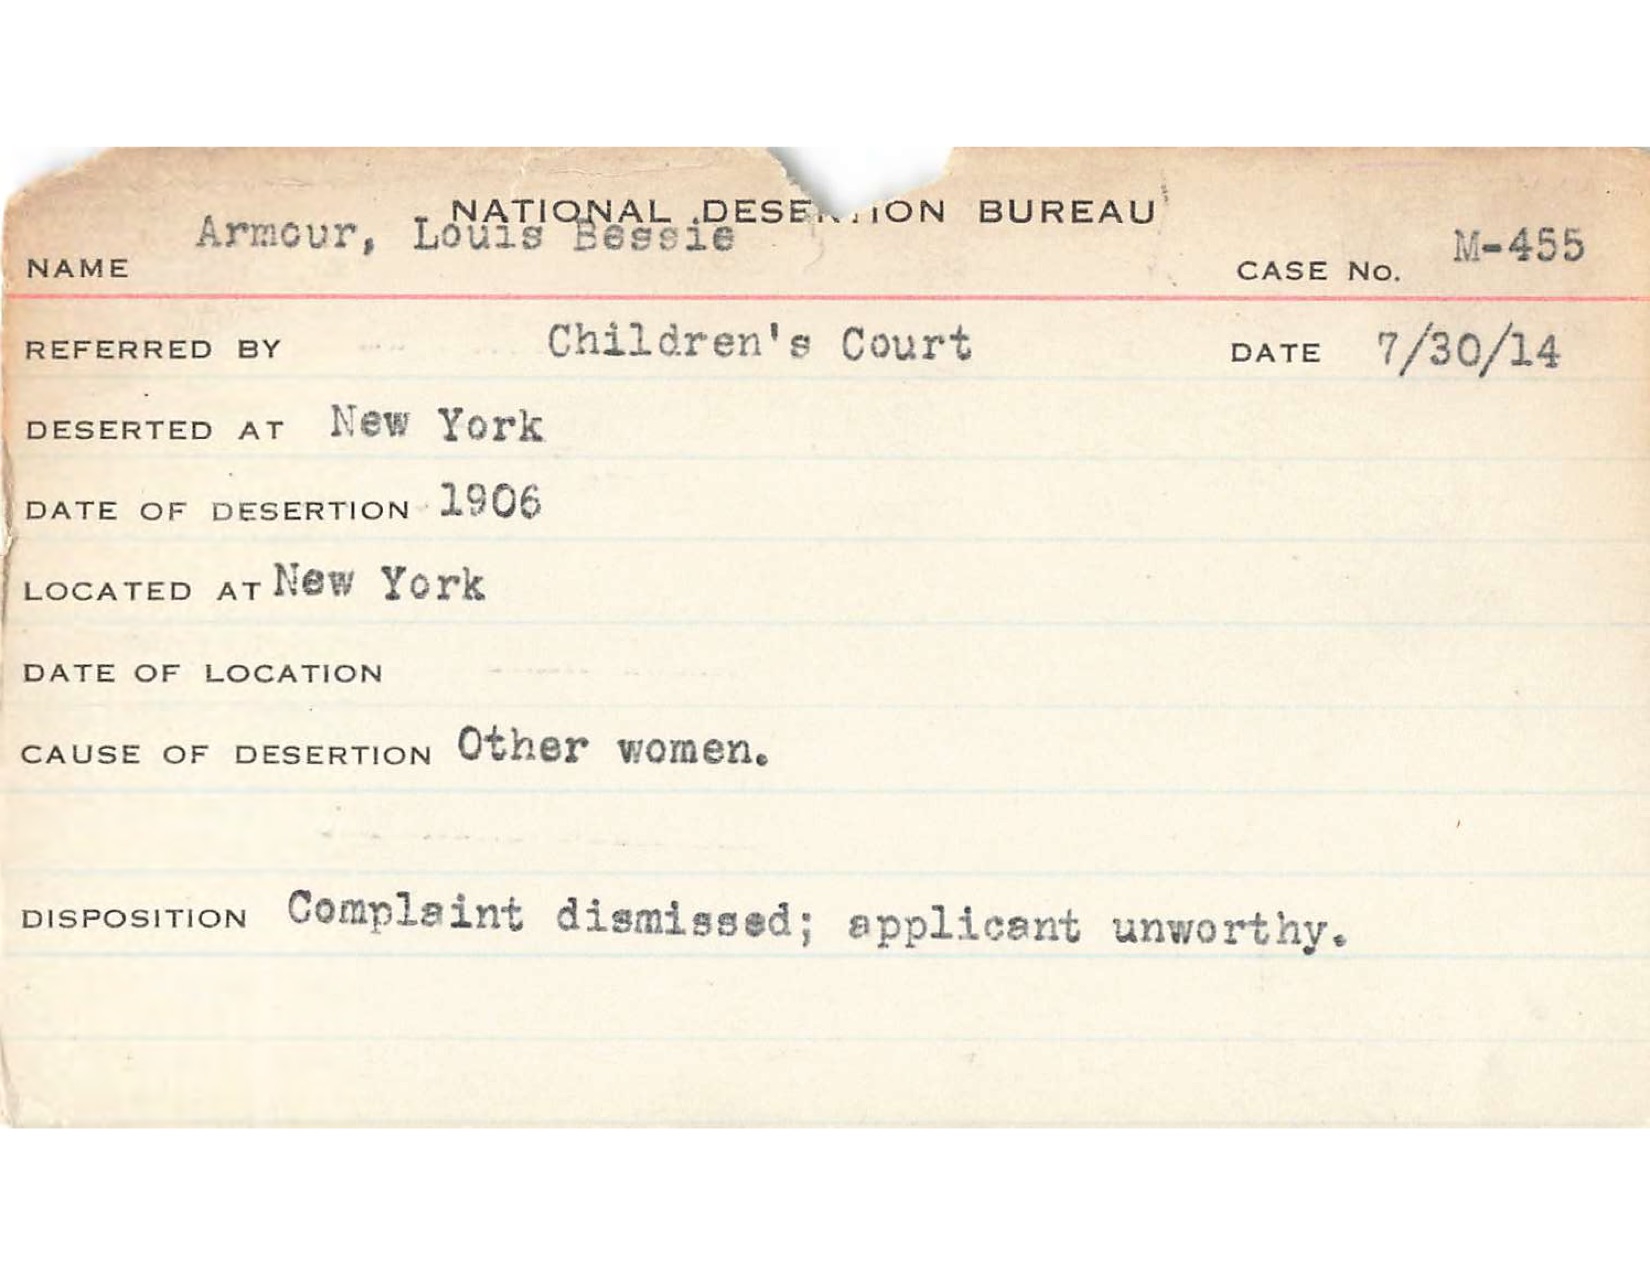 NATIONAL DESERTION BUREAU
NAME Armour, Louis Bessie CASE No. M-455
REFERRED BY Children's Court DATE 7/30/14
DESERTED AT New York
DATE OF DESERTION 1906
LOCATED AT New York
DATE OF LOCATION
CAUSE OF DESERTION Other women.
DISPOSITION Complaint dismissed; applicant unworthy.